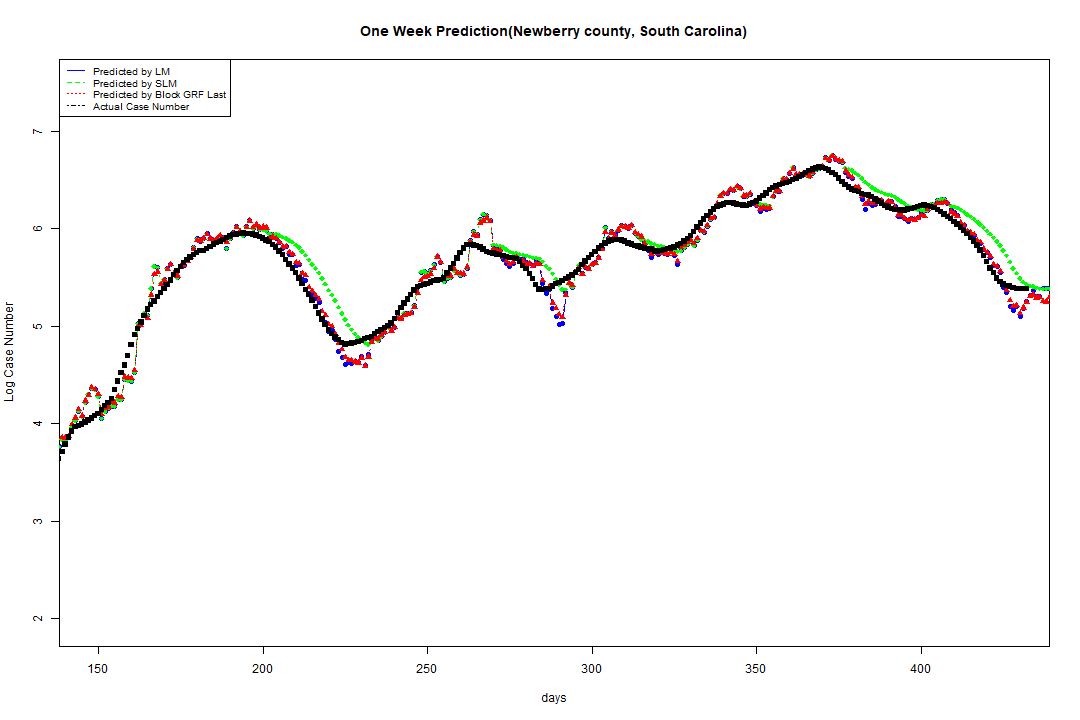 One Week Prediction(Newberry county, South Carolina)
Predicted by LM
Predicted by SLM
Predicted by Block GRF Last
Actual Case Number
7
6
5
4
3
2
Log Case Number
150 200 250 300 350 400
days